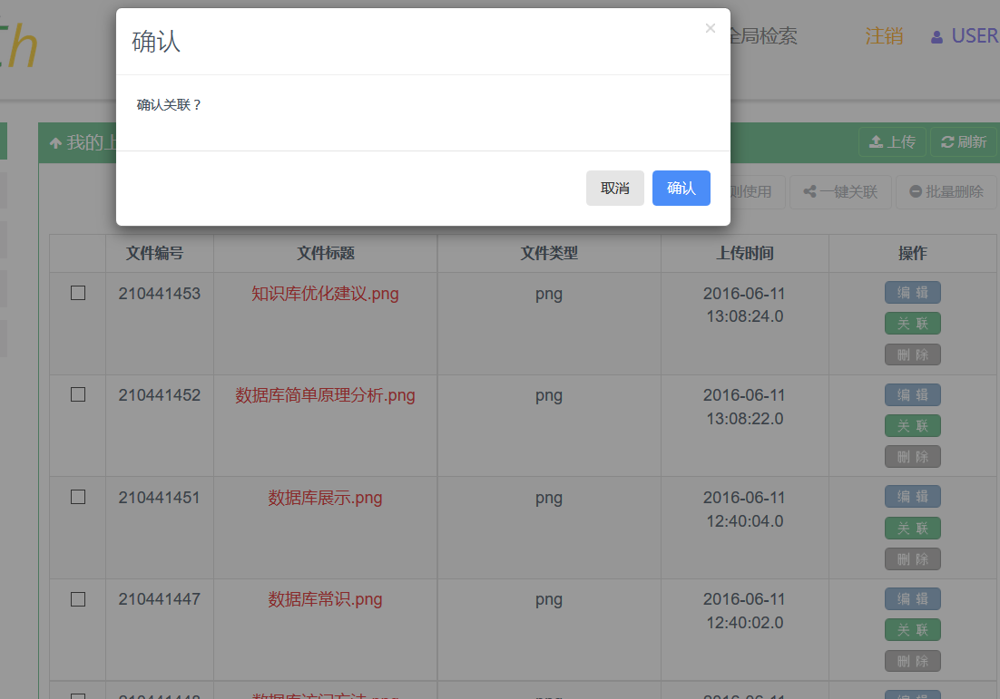 th
确认
×
全局检索
注销
USER
确认关联？
我的上
上传
刷新
取消
确认
则使用
一键关联
批量删除
文件编号 文件标题 文件类型 上传时间 操作
210441453 知识库优化建议.png png 2016-06-11 13:08:24.0
编 辑
关 联
删 除
210441452 数据库简单原理分析.png png 2016-06-11 13:08:22.0
编 辑
关 联
删 除
210441451 数据库展示.png png 2016-06-11 12:40:04.0
编 辑
关 联
删 除
210441447 数据库常识.png png 2016-06-11 12:40:02.0
编 辑
关 联
删 除